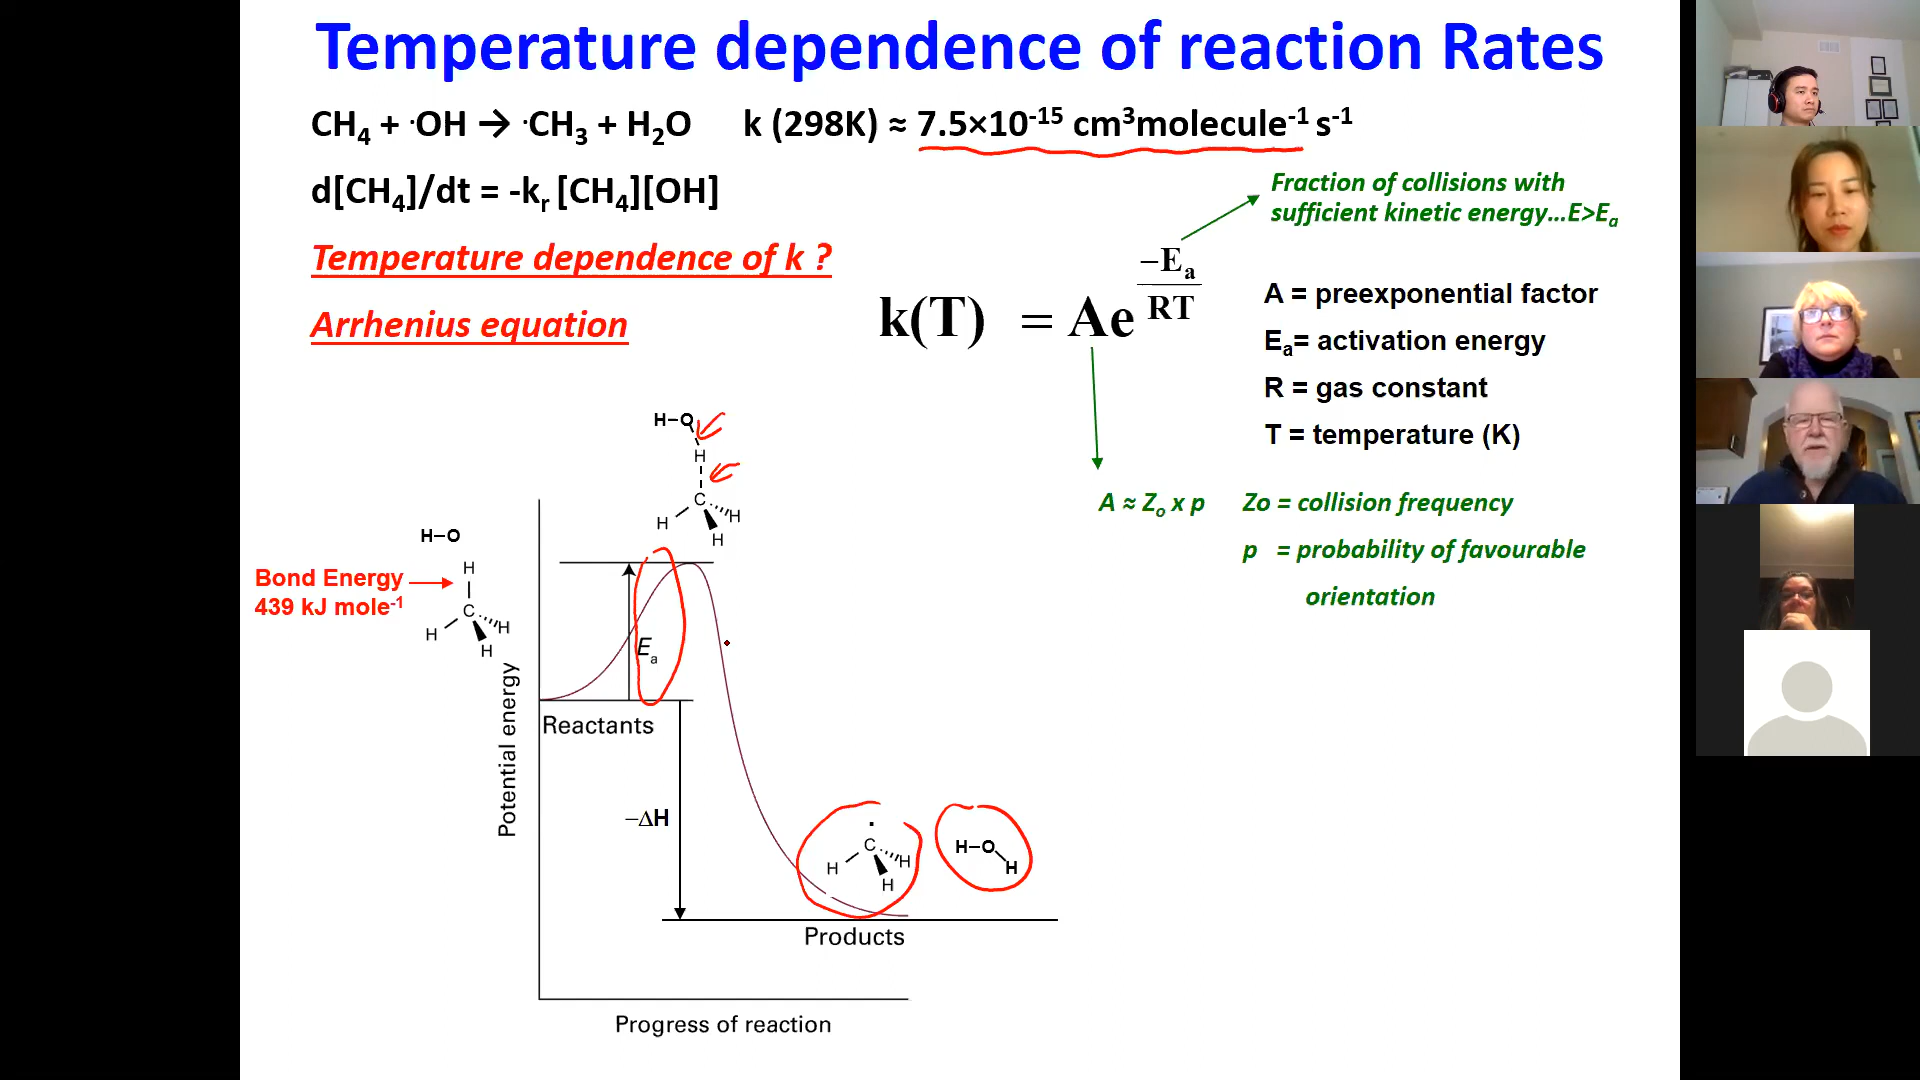 Temperature dependence of reaction Rates
CH4 + ·OH → ·CH3 + H2O k (298K) ≈ 7.5×10-15 cm3molecule-1 s-1
d[CH4]/dt = -kr [CH4][OH]
Fraction of collisions with
sufficient kinetic energy...E>Ea
Temperature dependence of k ?
Arrhenius equation
k(T) = Ae −Ea
RT
A = preexponential factor
Ea= activation energy
R = gas constant
T = temperature (K)
A ≈ Zo x p Zo = collision frequency
p = probability of favourable
orientation
H–O
H
C
H H
H
H–O
H
Bond Energy
439 kJ mole-1
C
H H
H
Potential energy
Ea
Reactants
−ΔH
·
C
H H
H
H–O
H
Products
Progress of reaction